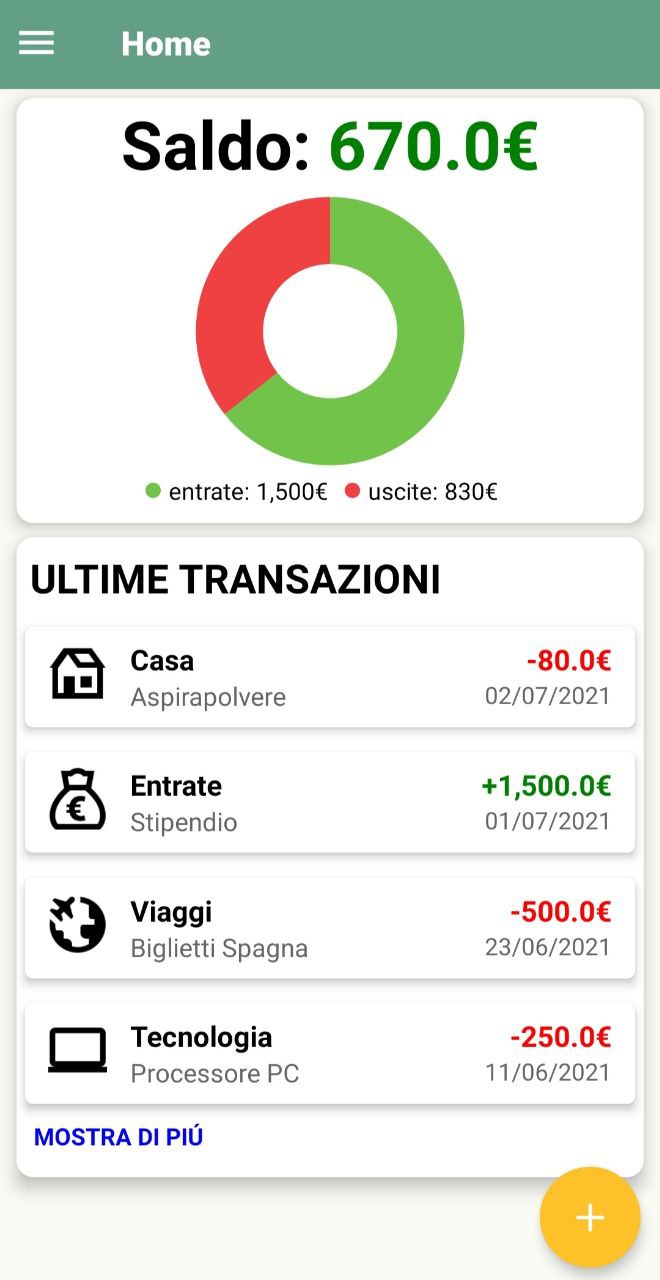 Home
Saldo: 670.0€
entrate: 1,500€ uscite: 830€
ULTIME TRANSAZIONI
Casa -80.0€
Aspirapolvere 02/07/2021
Entrate +1,500.0€
€
Stipendio 01/07/2021
Viaggi -500.0€
Biglietti Spagna 23/06/2021
Tecnologia -250.0€
Processore PC 11/06/2021
MOSTRA DI PIÚ
+